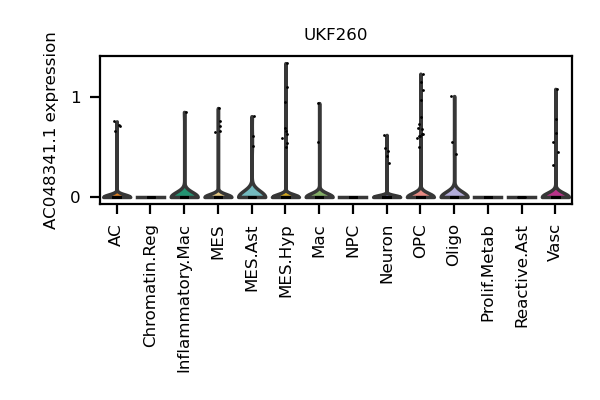 UKF260
AC048341.1 expression
1
0
AC
Chromatin.Reg
Inflammatory.Mac
MES
MES.Ast
MES.Hyp
Mac
NPC
Neuron
OPC
Oligo
Prolif.Metab
Reactive.Ast
Vasc